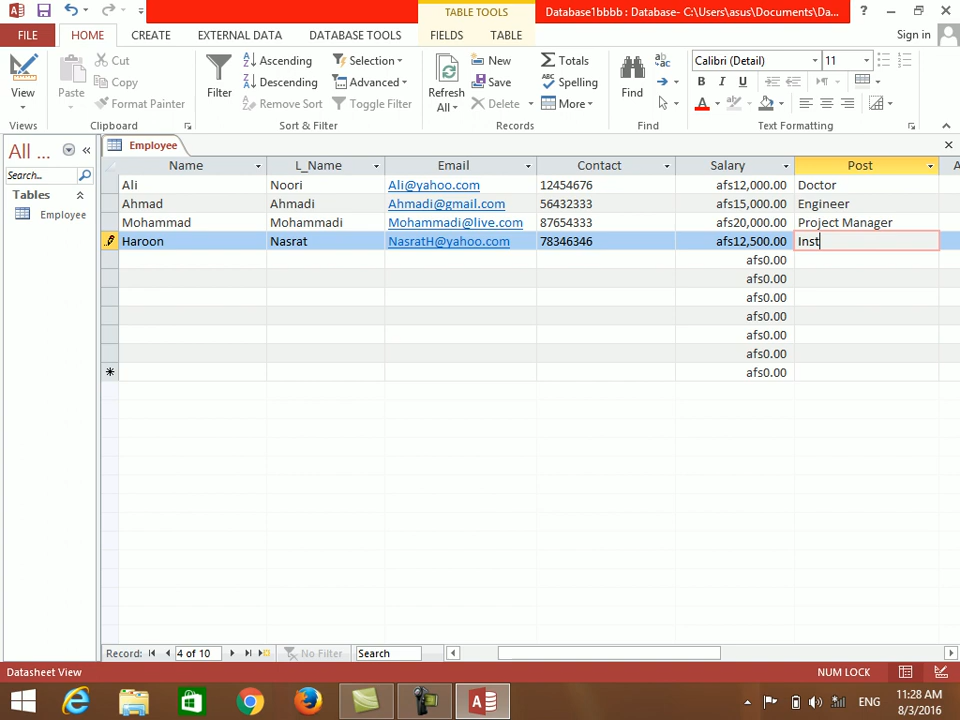 TABLE TOOLS
Database1bbbb : Database- C:\Users\asus\Documents\Da...
?
FILE HOME CREATE EXTERNAL DATA DATABASE TOOLS FIELDS TABLE Sign in
View
Views
Paste
Cut
Copy
Format Painter
Clipboard
Filter
Ascending
Descending
Remove Sort
Selection
Advanced
Toggle Filter
Sort & Filter
Refresh
All
New
Save
Delete
Totals
Spelling
More
Records
Find
Find
Calibri (Detail) 11
B I U
Text Formatting
All ...
Search...
Tables
Employee
Employee
Name L_Name Email Contact Salary Post A
Ali Noori Ali@yahoo.com 12454676 afs12,000.00 Doctor
Ahmad Ahmadi Ahmadi@gmail.com 56432333 afs15,000.00 Engineer
Mohammad Mohammadi Mohammadi@live.com 87654333 afs20,000.00 Project Manager
Haroon Nasrat NasratH@yahoo.com 78346346 afs12,500.00 Inst
afs0.00
afs0.00
afs0.00
afs0.00
afs0.00
afs0.00
afs0.00
Record: 4 of 10 No Filter Search
Datasheet View NUM LOCK
ENG
11:28 AM
8/3/2016